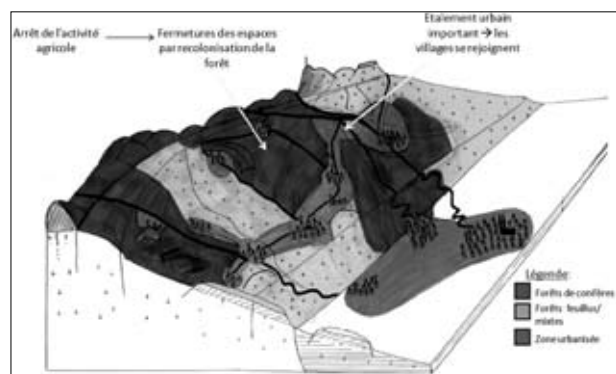 Arrêt de l'activité
agricole
Fermetures des espaces
par recolonisation de la
forêt
Etalement urbain
important → les
villages se rejoignent
Légende:
Forêts de conifères
Forêts feuillus/
mixtes
Zone urbanisée